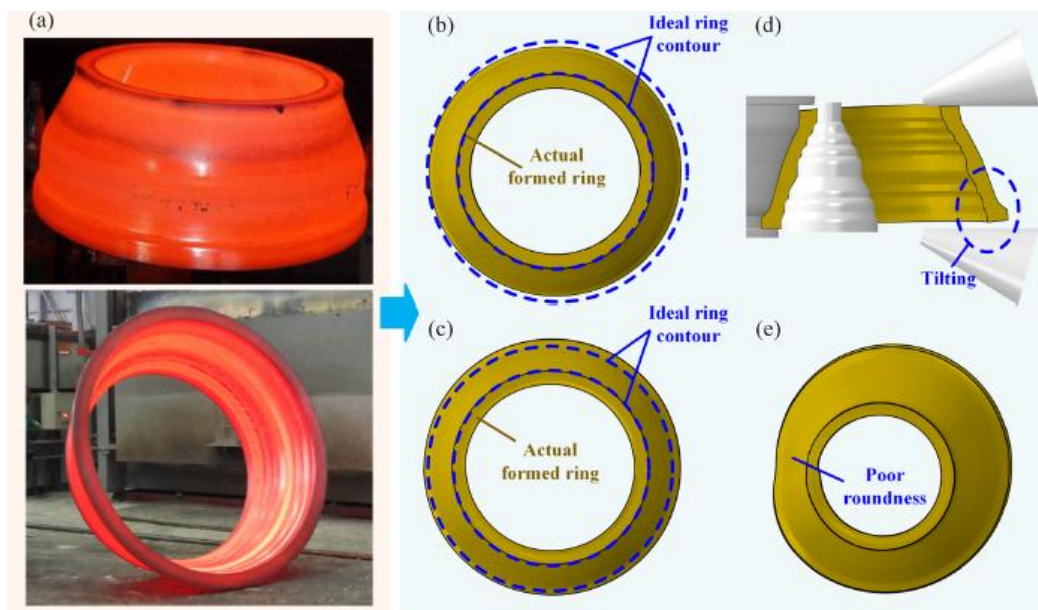 (a)
(b)
Ideal ring
contour
Actual
formed ring
(c)
Ideal ring
contour
Actual
formed ring
(d)
Tilting
(e)
Poor
roundness